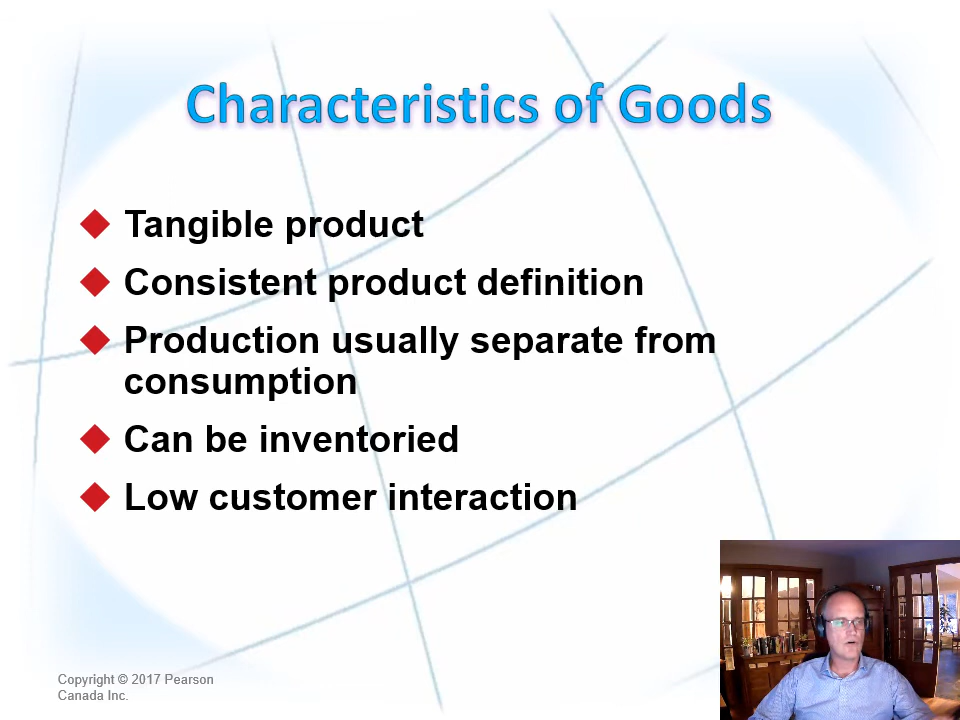 Characteristics of Goods
Tangible product
Consistent product definition
Production usually separate from
consumption
Can be inventoried
Low customer interaction
Copyright © 2017 Pearson
Canada Inc.